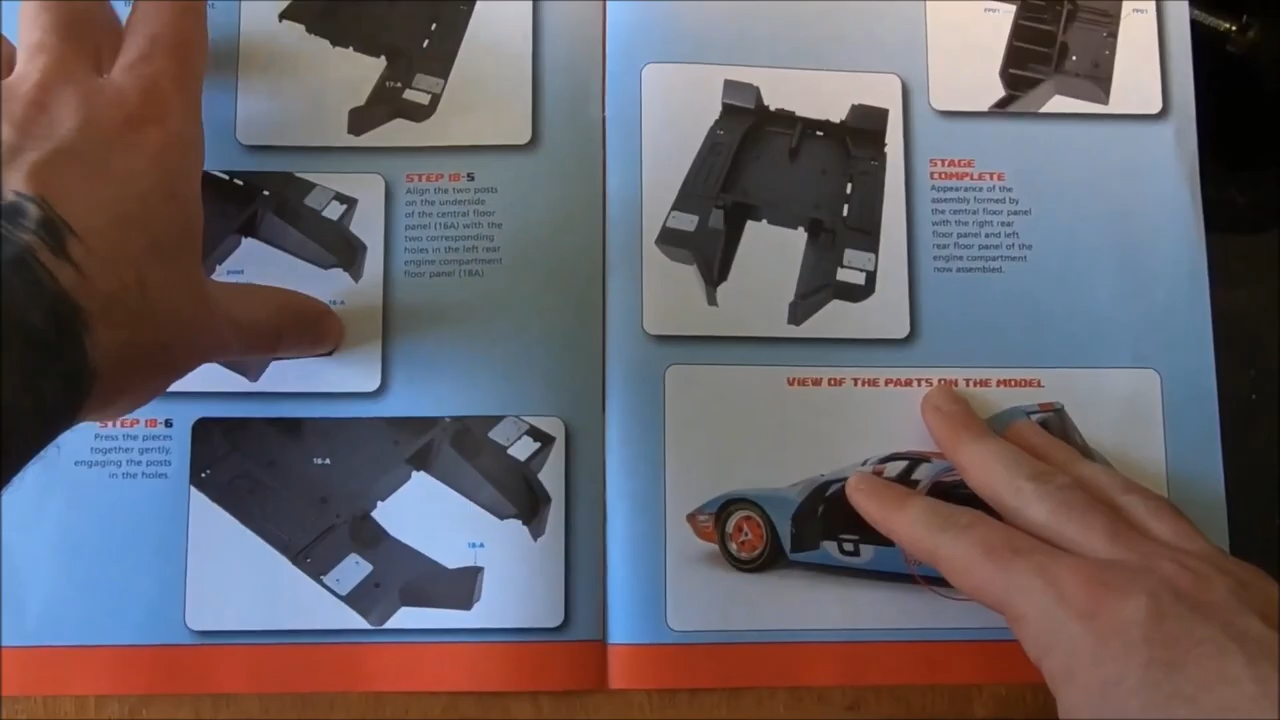 17-A
STEP 18-5
Align the two posts
on the underside
of the central floor
panel (16A) with the
two corresponding
holes in the left rear
engine compartment
floor panel (18A)
post
18-A
STEP 18-6
Press the pieces
together gently,
engaging the posts
in the holes.
16-A
18-A
STAGE
COMPLETE
Appearance of the
assembly formed by
the central floor panel
with the right rear
floor panel and left
rear floor panel of the
engine compartment
now assembled.
VIEW OF THE PARTS ON THE MODEL